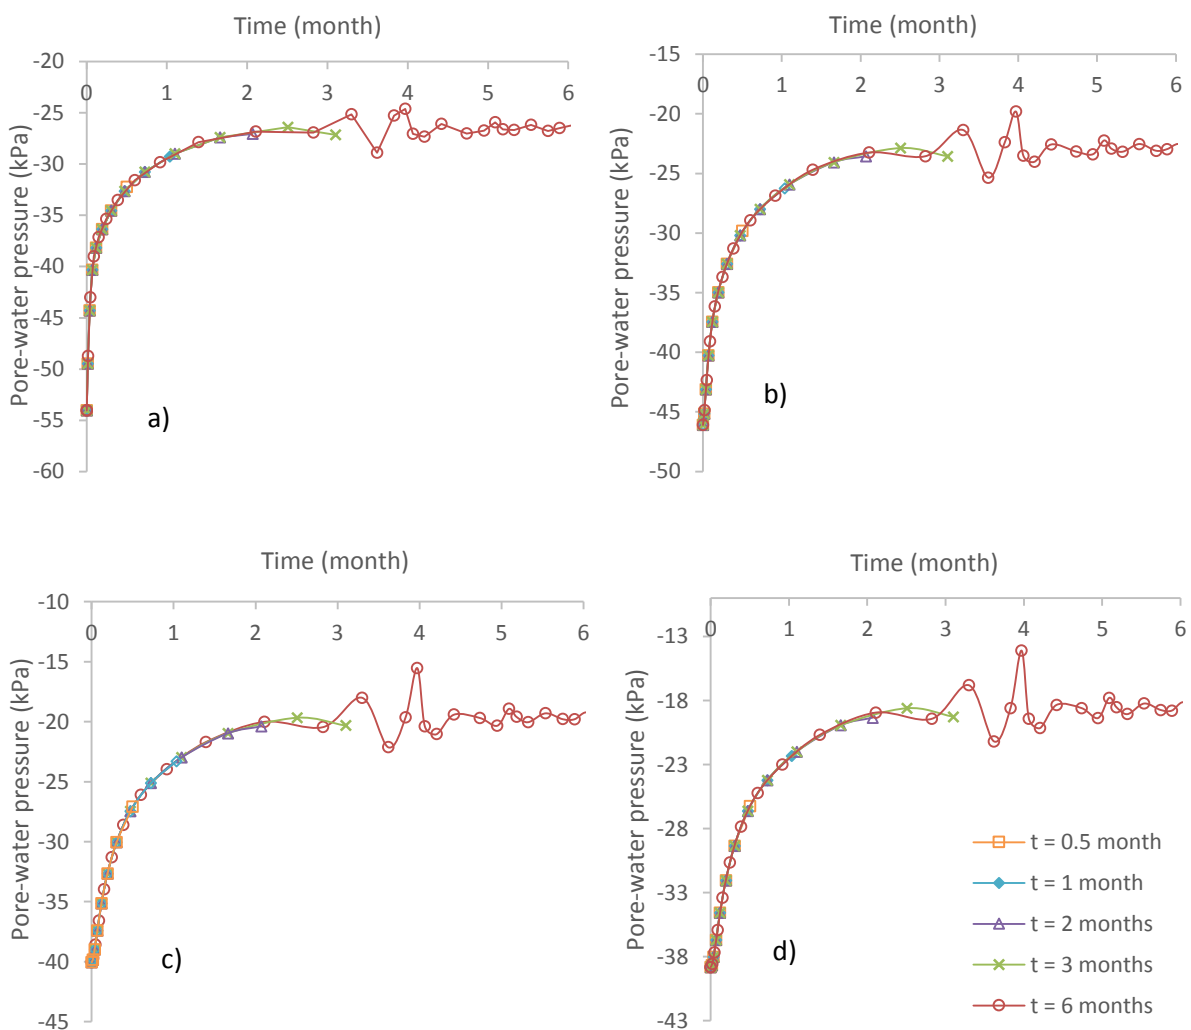 Time (month)
-20
0 1 2 3 4 5 6
-25
-30
-35
-40
-45
-50
-55
-60
Pore-water pressure (kPa)
a)
Time (month)
-15
0 1 2 3 4 5 6
-20
-25
-30
-35
-40
-45
-50
Pore-water pressure (kPa)
b)
Time (month)
-10
0 1 2 3 4 5 6
-15
-20
-25
-30
-35
-40
-45
Pore-water pressure (kPa)
c)
Time (month)
0 1 2 3 4 5 6
-13
-18
-23
-28
-33
-38
-43
Pore-water pressure (kPa)
d)
t = 0.5 month
t = 1 month
t = 2 months
t = 3 months
t = 6 months